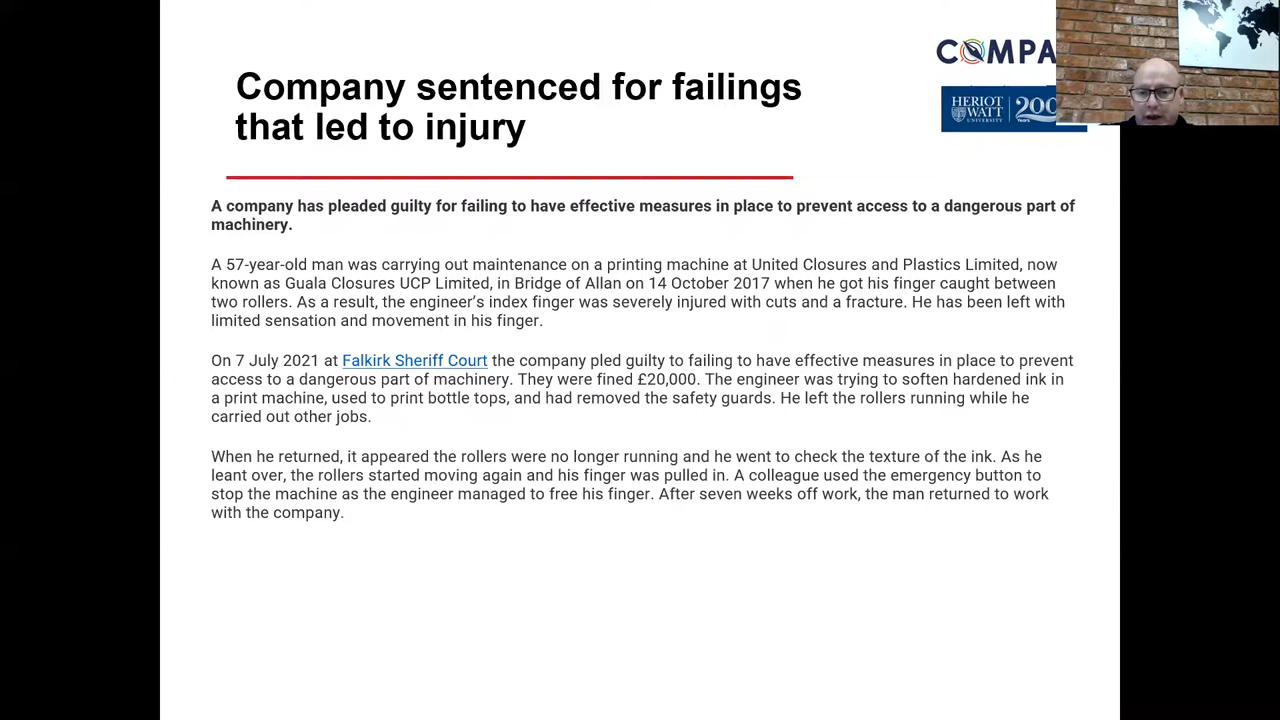 Company sentenced for failings
that led to injury
COMPA
HERIOT
WATT
UNIVERSITY
200
Years
A company has pleaded guilty for failing to have effective measures in place to prevent access to a dangerous part of
machinery.
A 57-year-old man was carrying out maintenance on a printing machine at United Closures and Plastics Limited, now
known as Guala Closures UCP Limited, in Bridge of Allan on 14 October 2017 when he got his finger caught between
two rollers. As a result, the engineer’s index finger was severely injured with cuts and a fracture. He has been left with
limited sensation and movement in his finger.
On 7 July 2021 at Falkirk Sheriff Court the company pled guilty to failing to have effective measures in place to prevent
access to a dangerous part of machinery. They were fined £20,000. The engineer was trying to soften hardened ink in
a print machine, used to print bottle tops, and had removed the safety guards. He left the rollers running while he
carried out other jobs.
When he returned, it appeared the rollers were no longer running and he went to check the texture of the ink. As he
leant over, the rollers started moving again and his finger was pulled in. A colleague used the emergency button to
stop the machine as the engineer managed to free his finger. After seven weeks off work, the man returned to work
with the company.